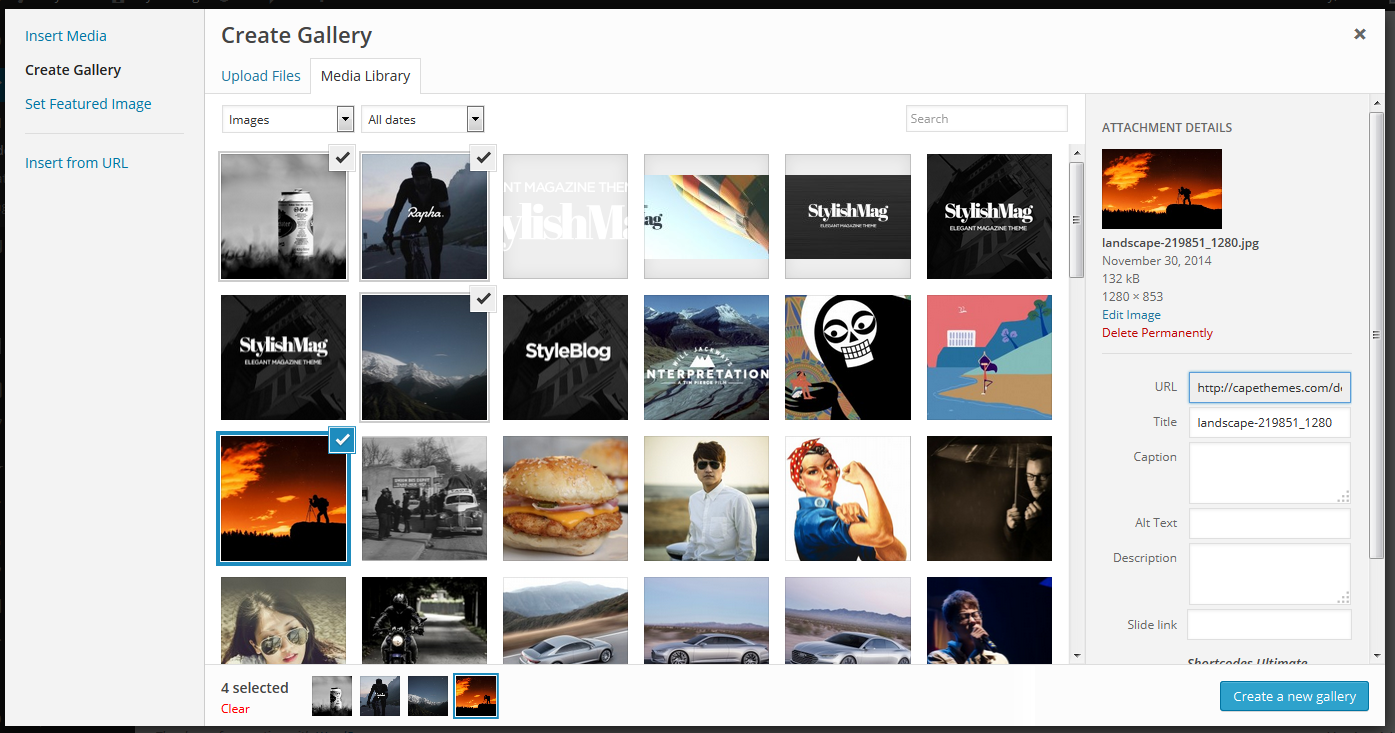 Insert Media
Create Gallery
Set Featured Image
Insert from URL
Create Gallery
Upload Files
Media Library
Images
All dates
Search
Rapha.
NT MAGAZINE THEM
tylishMa
ag
StylishMag
ELEGANT MAGAZINE THEME
StylishMag
ELEGANT MAGAZINE THEME
StylishMag
ELEGANT MAGAZINE THEME
StyleBlog
NTERPRETATION
A TIM PIERCE FILM
4 selected
Clear
ATTACHMENT DETAILS
landscape-219851_1280.jpg
November 30, 2014
132 kB
1280 × 853
Edit Image
Delete Permanently
URL
http://capethemes.com/d
Title
landscape-219851_1280
Caption
Alt Text
Description
Slide link
Shortcodes Ultimate
Create a new gallery